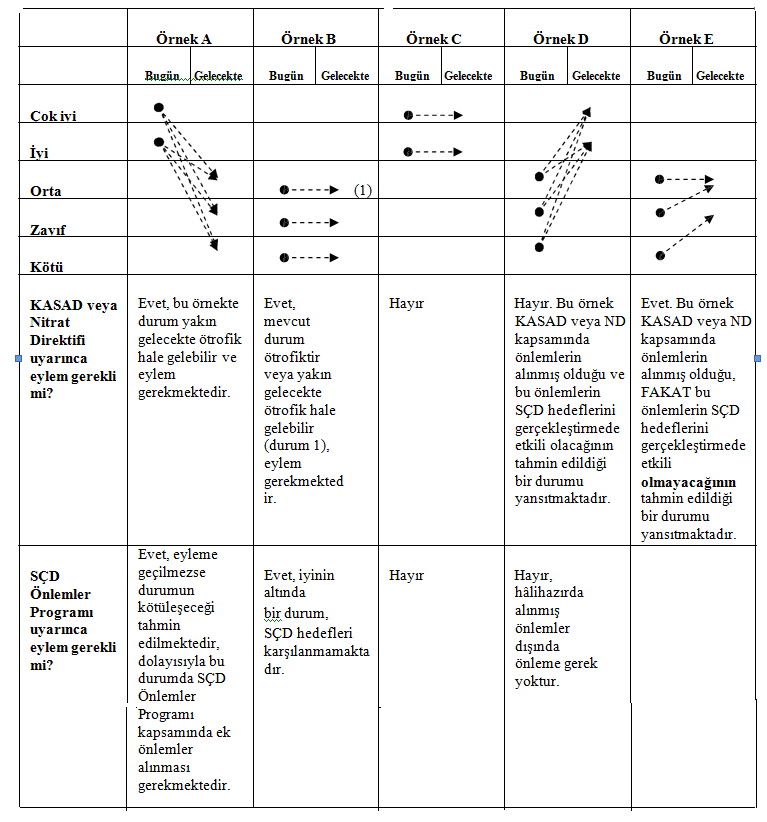 Örnek A Örnek B Örnek C Örnek D Örnek E
Bugün Gelecekte Bugün Gelecekte Bugün Gelecekte Bugün Gelecekte Bugün Gelecekte
Çok iyi
İyi
Orta
(1)
Zayıf
Kötü
KASAD veya
Nitrat
Direktifi
uyarınca
eylem gerekli
mi?
Evet, bu örnekte
durum yakın
gelecekte ötrofik
hale gelebilir ve
eylem
gerekmektedir.
Evet,
mevcut
durum
ötrofiktir
veya yakın
gelecekte
ötrofik hale
gelebilir
(durum 1),
eylem
gerekmekted
ir.
Hayır
Hayır. Bu örnek
KASAD veya ND
kapsamında
önlemlerin
alınmış olduğu ve
bu önlemlerin
SÇD hedeflerini
gerçekleştirmede
etkili olacağının
tahmin edildiği
bir durumu
yansıtmaktadır.
Evet. Bu örnek
KASAD veya ND
kapsamında
önlemlerin
alınmış olduğu,
FAKAT bu
önlemlerin SÇD
hedeflerini
gerçekleştirmede
etkili
olmayacağının
tahmin edildiği
bir durumu
yansıtmaktadır.
SÇD
Önlemler
Programı
uyarınca
eylem gerekli
mi?
Evet, eyleme
geçilmezse
durumun
kötüleşeceği
tahmin
edilmektedir,
dolayısıyla bu
durumda SÇD
Önlemler
Programı
kapsamında ek
önlemler
alınması
gerekmektedir.
Evet, iyinin
altında
bir durum,
SÇD hedefleri
karşılanmamakta
dır.
Hayır
Hayır,
hâlihazırda
alınmış
önlemler
dışında
önleme gerek
yoktur.